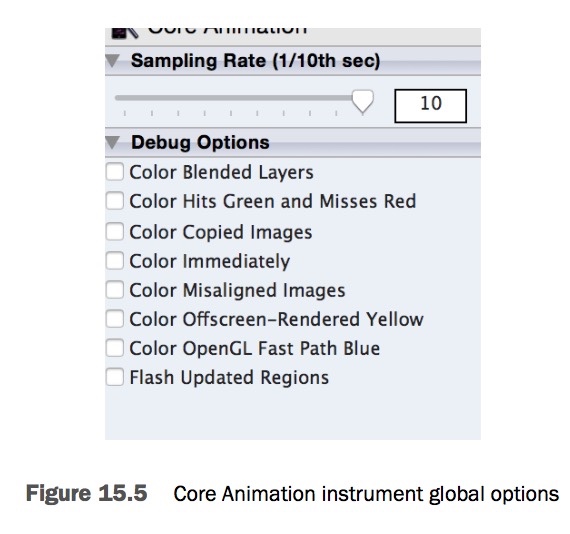 Core Animation
Sampling Rate (1/10th sec)
10
Debug Options
Color Blended Layers
Color Hits Green and Misses Red
Color Copied Images
Color Immediately
Color Misaligned Images
Color Offscreen-Rendered Yellow
Color OpenGL Fast Path Blue
Flash Updated Regions
Figure 15.5 Core Animation instrument global options